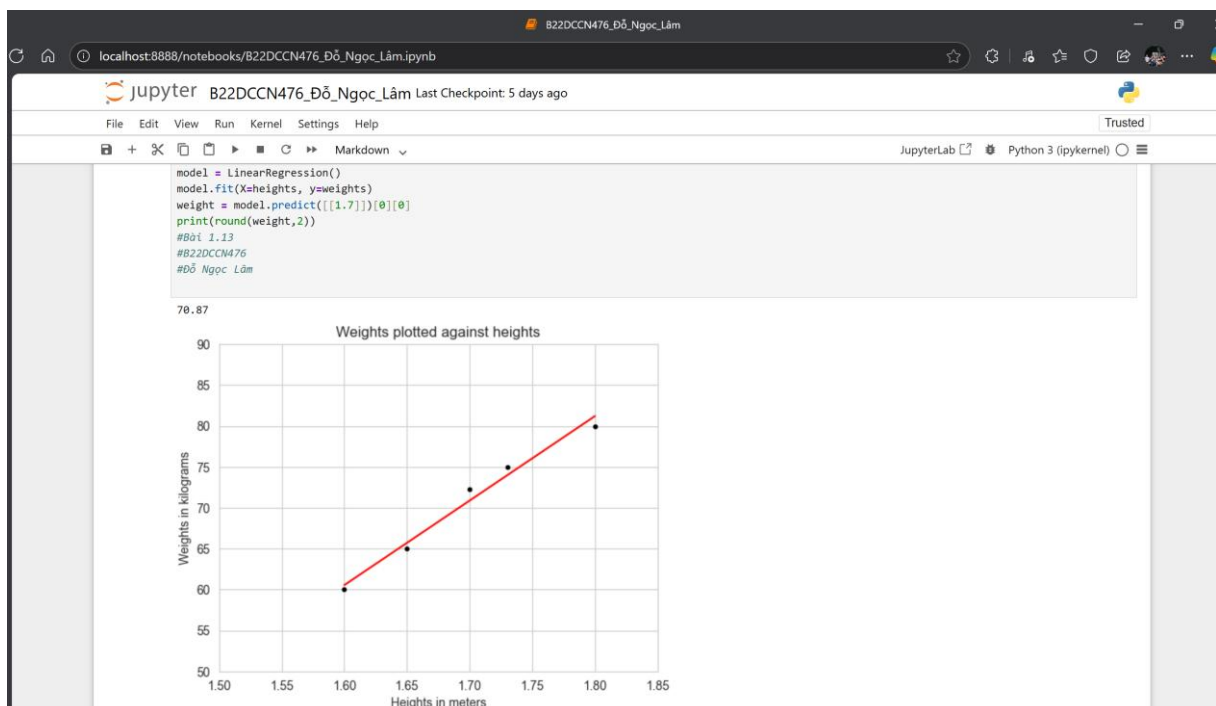 B22DCCN476_Đỗ_Ngọc_Lâm
localhost:8888/notebooks/B22DCCN476_Đỗ_Ngọc_Lâm.ipynb
jupyter B22DCCN476_Đỗ_Ngọc_Lâm Last Checkpoint: 5 days ago
File Edit View Run Kernel Settings Help Trusted
Markdown JupyterLab Python 3 (ipykernel)
model = LinearRegression()
model.fit(X=heights, y=weights)
weight = model.predict([[1.7]])[0][0]
print(round(weight,2))
#Bài 1.13
#B22DCCN476
#Đỗ Ngọc Lâm
70.87
Weights plotted against heights
90
85
80
75
70
65
60
55
50
Weights in kilograms
1.50 1.55 1.60 1.65 1.70 1.75 1.80 1.85
Heights in meters